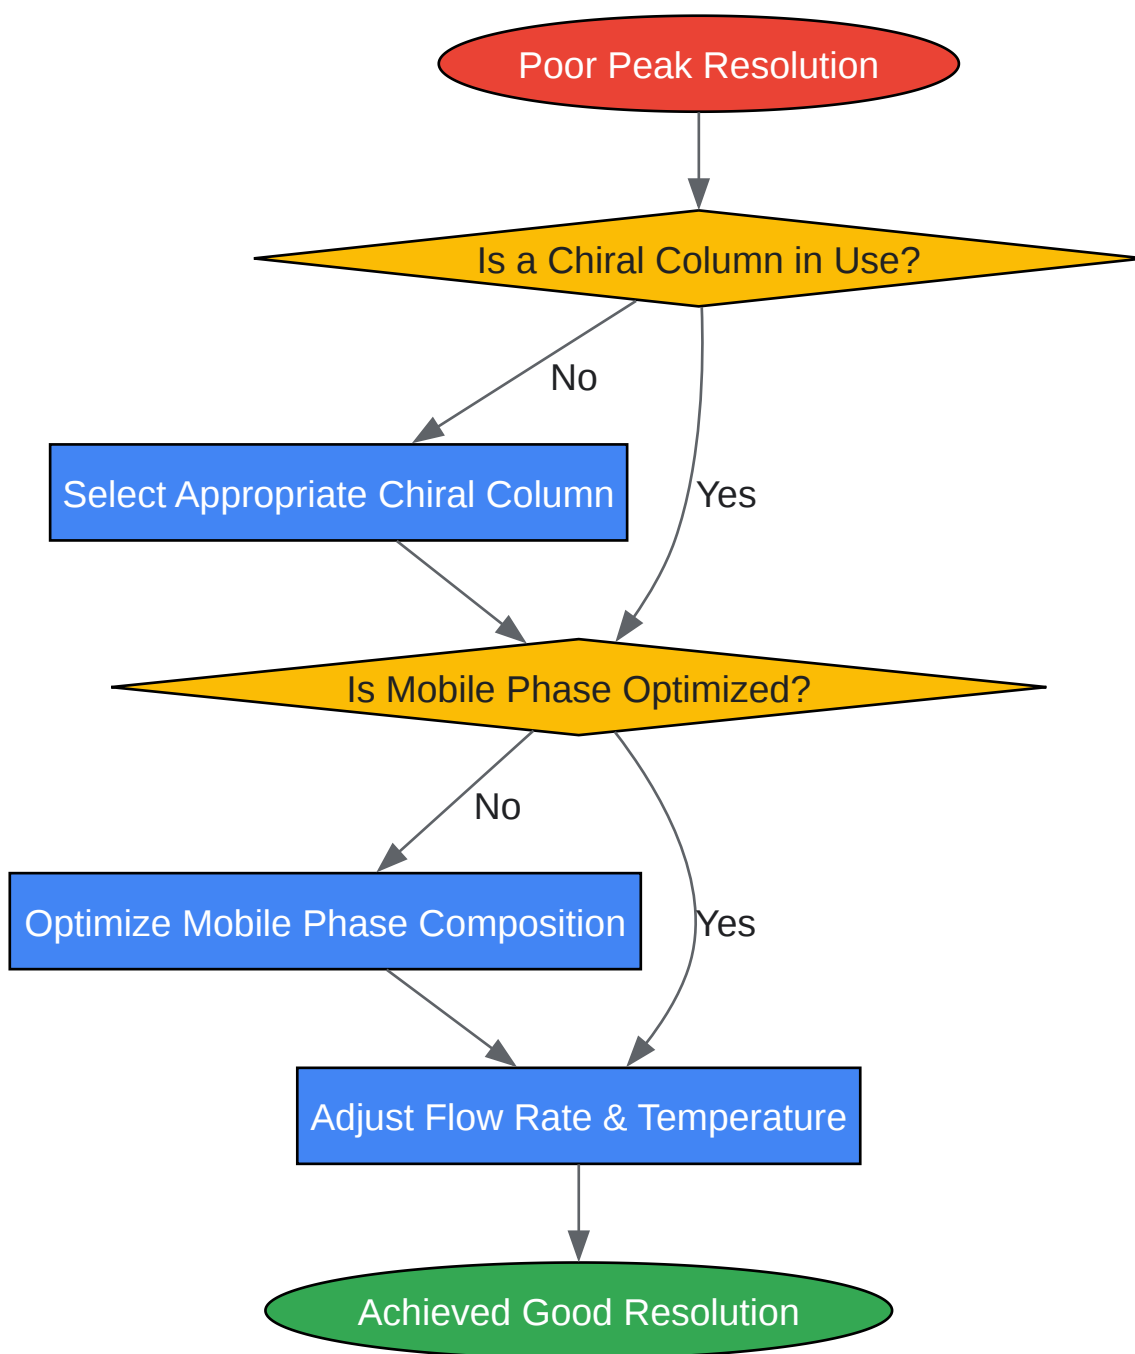 Poor Peak Resolution
Is a Chiral Column in Use?
No
Select Appropriate Chiral Column
Yes
Is Mobile Phase Optimized?
No
Optimize Mobile Phase Composition
Yes
Adjust Flow Rate & Temperature
Achieved Good Resolution